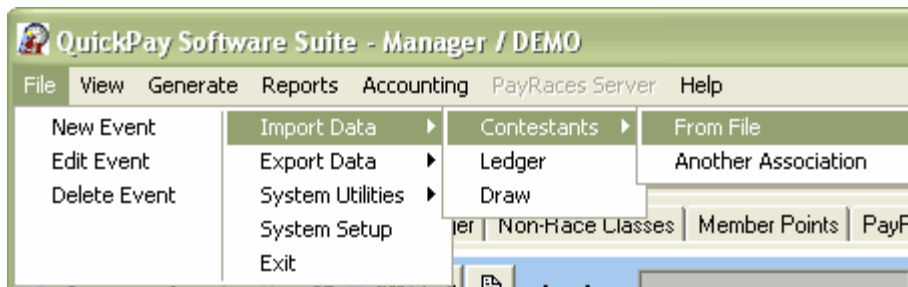 QuickPay Software Suite - Manager / DEMO
File View Generate Reports Accounting PayRaces Server Help
New Event Import Data Contestants From File
Edit Event Export Data Ledger Another Association
Delete Event System Utilities Draw
System Setup Non-Race Classes Member Points
Exit